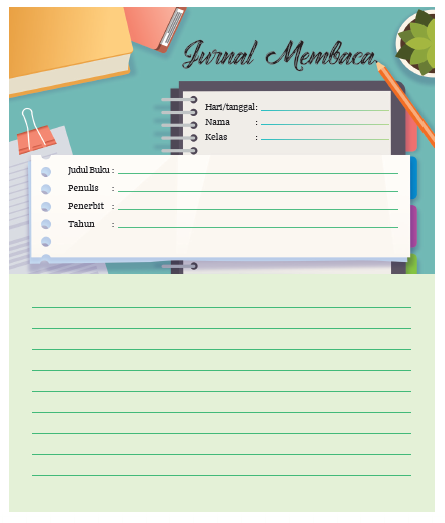 Jurnal Membaca
Hari/tanggal:
Nama :
Kelas :
Judul Buku :
Penulis :
Penerbit :
Tahun :